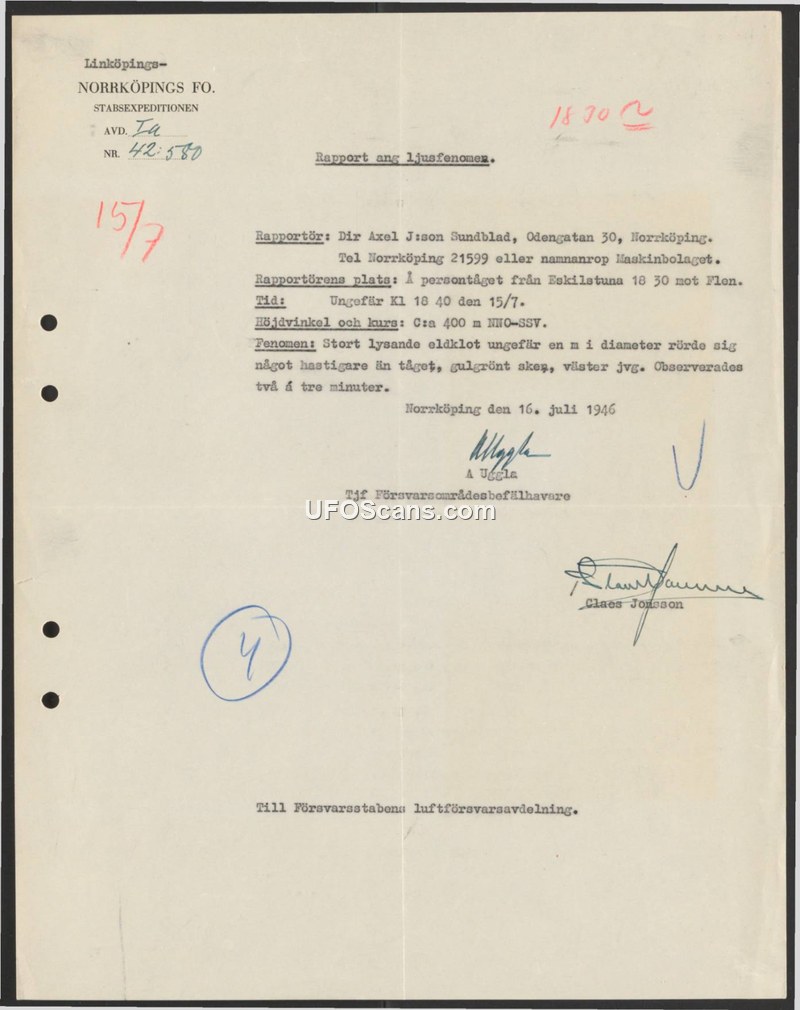 Linköpings-
NORRKÖPINGS FO.
STABSEXPEDITIONEN
AVD. Ia
NR. 42:580
18 30
Rapport ang ljusfenomen.
15/7
Rapportör: Dir Axel J:son Sundblad, Odengatan 30, Norrköping.
Tel Norrköping 21599 eller namnanrop Maskinbolaget.
Rapportörens plats: Å persontåget från Eskilstuna 18 30 mot Flen.
Tid: Ungefär Kl 18 40 den 15/7.
Höjdvinkel och kurs: C:a 400 m NNO-SSV.
Fenomen: Stort lysande eldklot ungefär en m i diameter rörde sig
något hastigare än tåget, gulgrönt sken, väster jvg. Observerades
två á tre minuter.
Norrköping den 16. juli 1946
A Uggla
A Uggla
Tjf Försvarsområdesbefälhavare
UFOScans.com
Claes Jonsson
4
Till Försvarsstabens luftförsvarsavdelning.